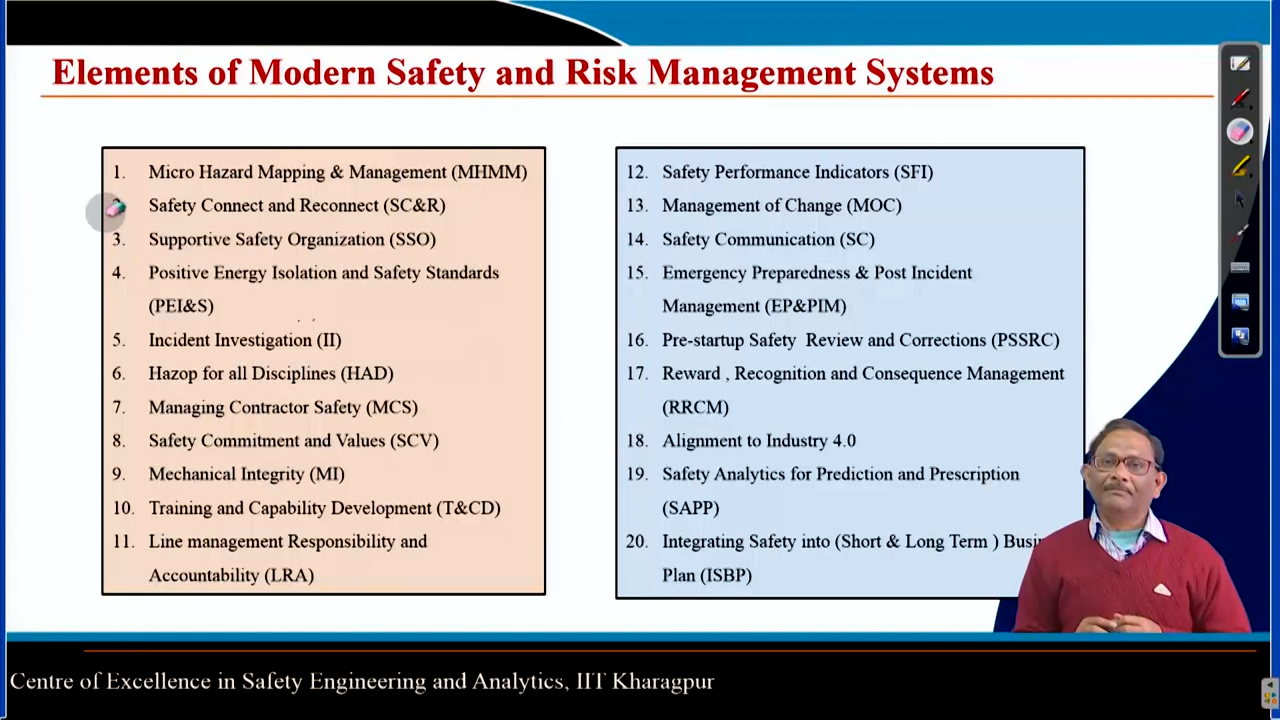 Elements of Modern Safety and Risk Management Systems
1. Micro Hazard Mapping & Management (MHMM)
Safety Connect and Reconnect (SC&R)
3. Supportive Safety Organization (SSO)
4. Positive Energy Isolation and Safety Standards
(PEI&S)
5. Incident Investigation (II)
6. Hazop for all Disciplines (HAD)
7. Managing Contractor Safety (MCS)
8. Safety Commitment and Values (SCV)
9. Mechanical Integrity (MI)
10. Training and Capability Development (T&CD)
11. Line management Responsibility and
Accountability (LRA)
12. Safety Performance Indicators (SFI)
13. Management of Change (MOC)
14. Safety Communication (SC)
15. Emergency Preparedness & Post Incident
Management (EP&PIM)
16. Pre-startup Safety Review and Corrections (PSSRC)
17. Reward , Recognition and Consequence Management
(RRCM)
18. Alignment to Industry 4.0
19. Safety Analytics for Prediction and Prescription
(SAPP)
20. Integrating Safety into (Short & Long Term )
Plan (ISBP)
Centre of Excellence in Safety Engineering and Analytics, IIT Kharagpur